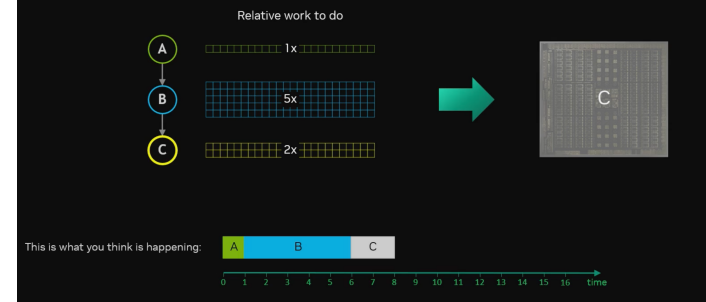 Relative work to do
A
1x
B
5x
C
C
2x
This is what you think is happening:
A
B
C
0 1 2 3 4 5 6 7 8 9 10 11 12 13 14 15 16 time